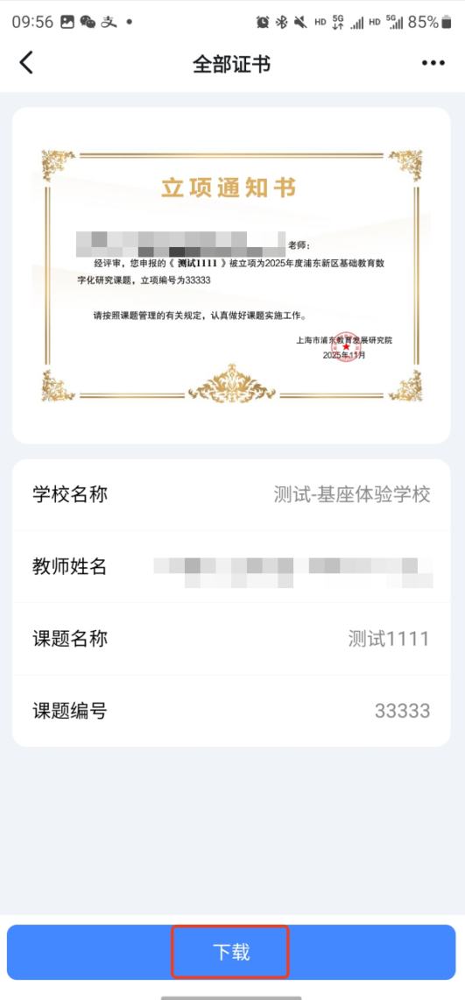 09:56
HD 5G HD 5G 85%
全部证书
立项通知书
老师：
经评审，您申报的《 测试1111 》被立项为2025年度浦东新区基础教育数
字化研究课题，立项编号为33333
请按照课题管理的有关规定，认真做好课题实施工作。
上海市浦东教育发展研究院
2025年11月
学校名称 测试-基座体验学校
教师姓名
课题名称 测试1111
课题编号 33333
下载